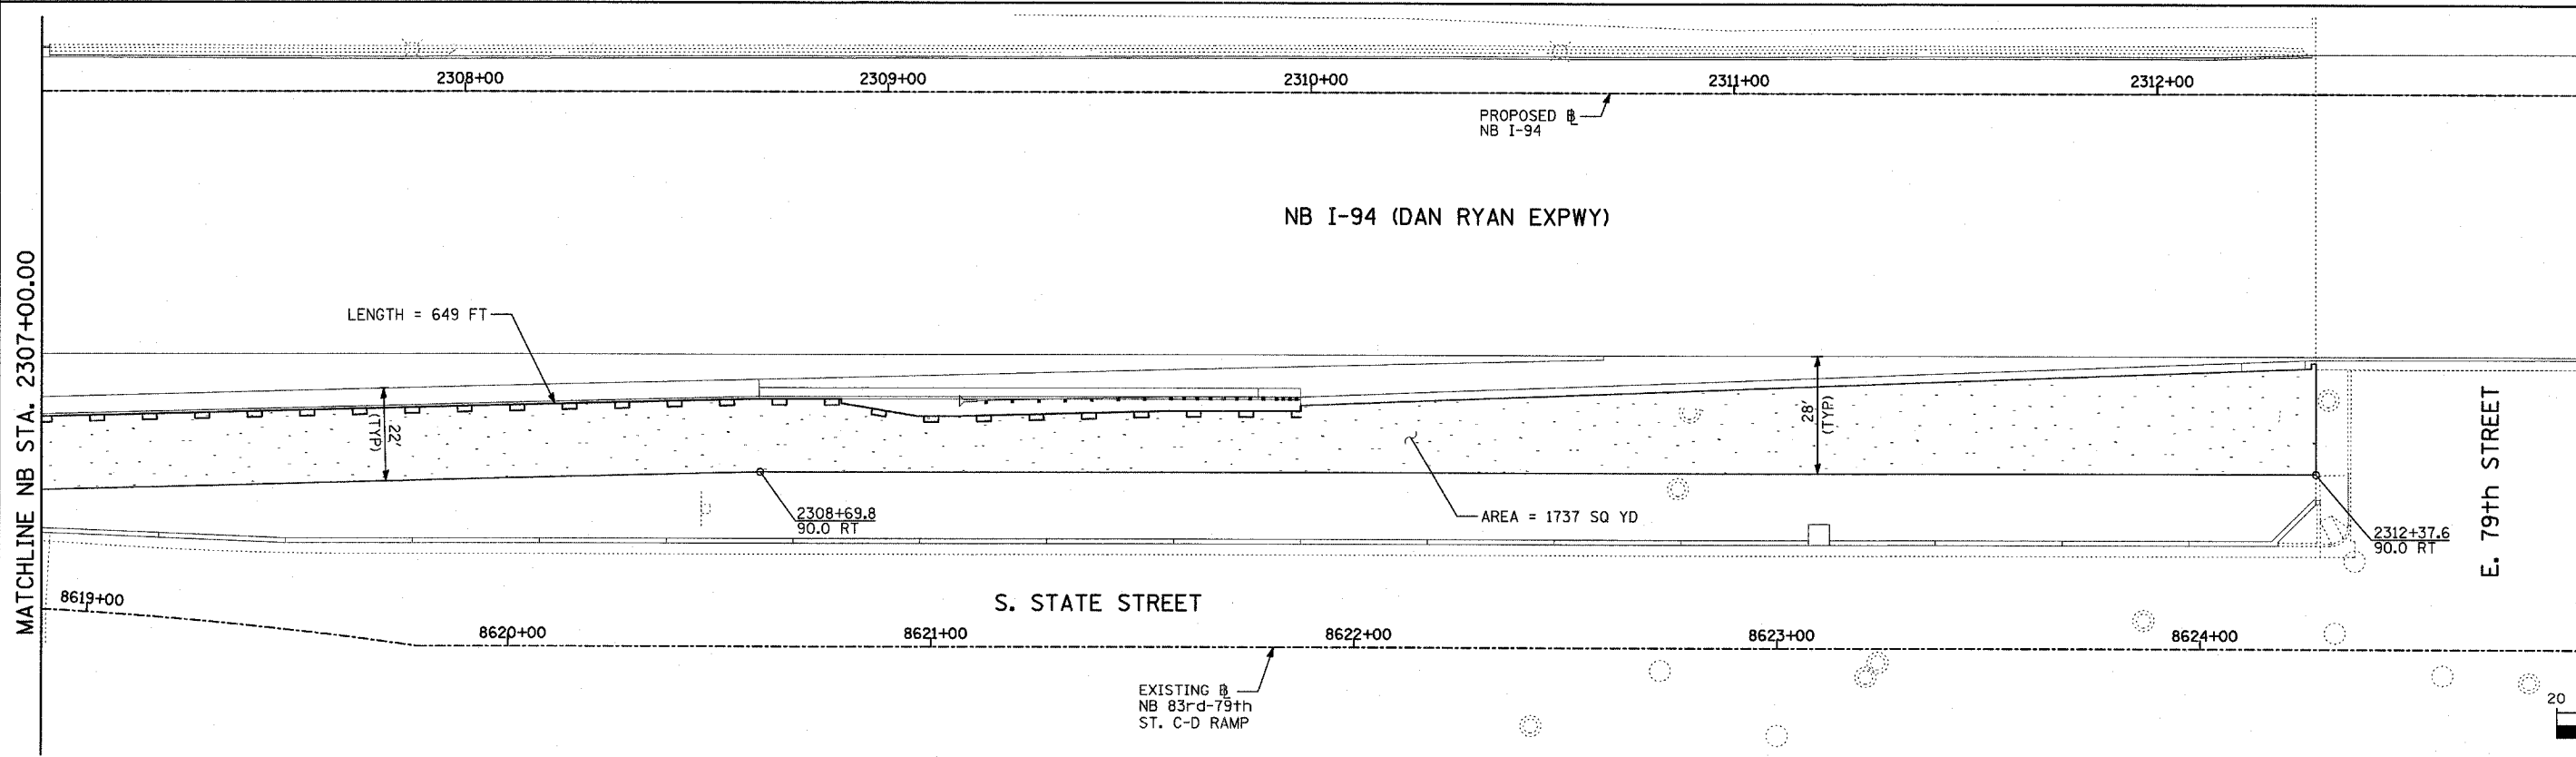 2308+00
2309+00
2310+00
2311+00
2312+00
PROPOSED B
NB I-94
NB I-94 (DAN RYAN EXPWY)
MATCHLINE NB STA. 2307+00.00
LENGTH = 649 FT
22'
(TYP)
28'
(TYP)
2308+69.8
90.0 RT
AREA = 1737 SQ YD
2312+37.6
90.0 RT
E. 79th STREET
8619+00
S. STATE STREET
8620+00
8621+00
8622+00
8623+00
8624+00
EXISTING B
NB 83rd-79th
ST. C-D RAMP
20